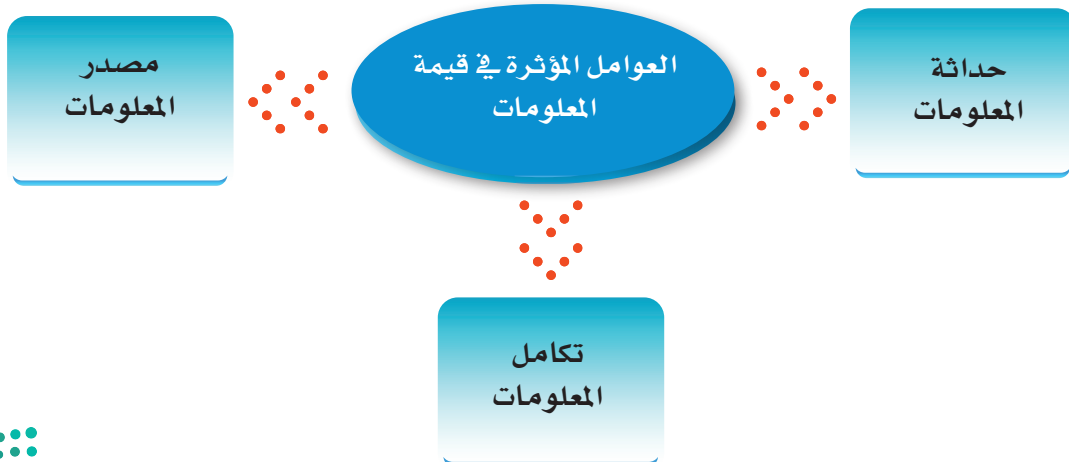 العوامل المؤثرة في قيمة
المعلومات
حداثة
المعلومات
مصدر
المعلومات
تكامل
المعلومات